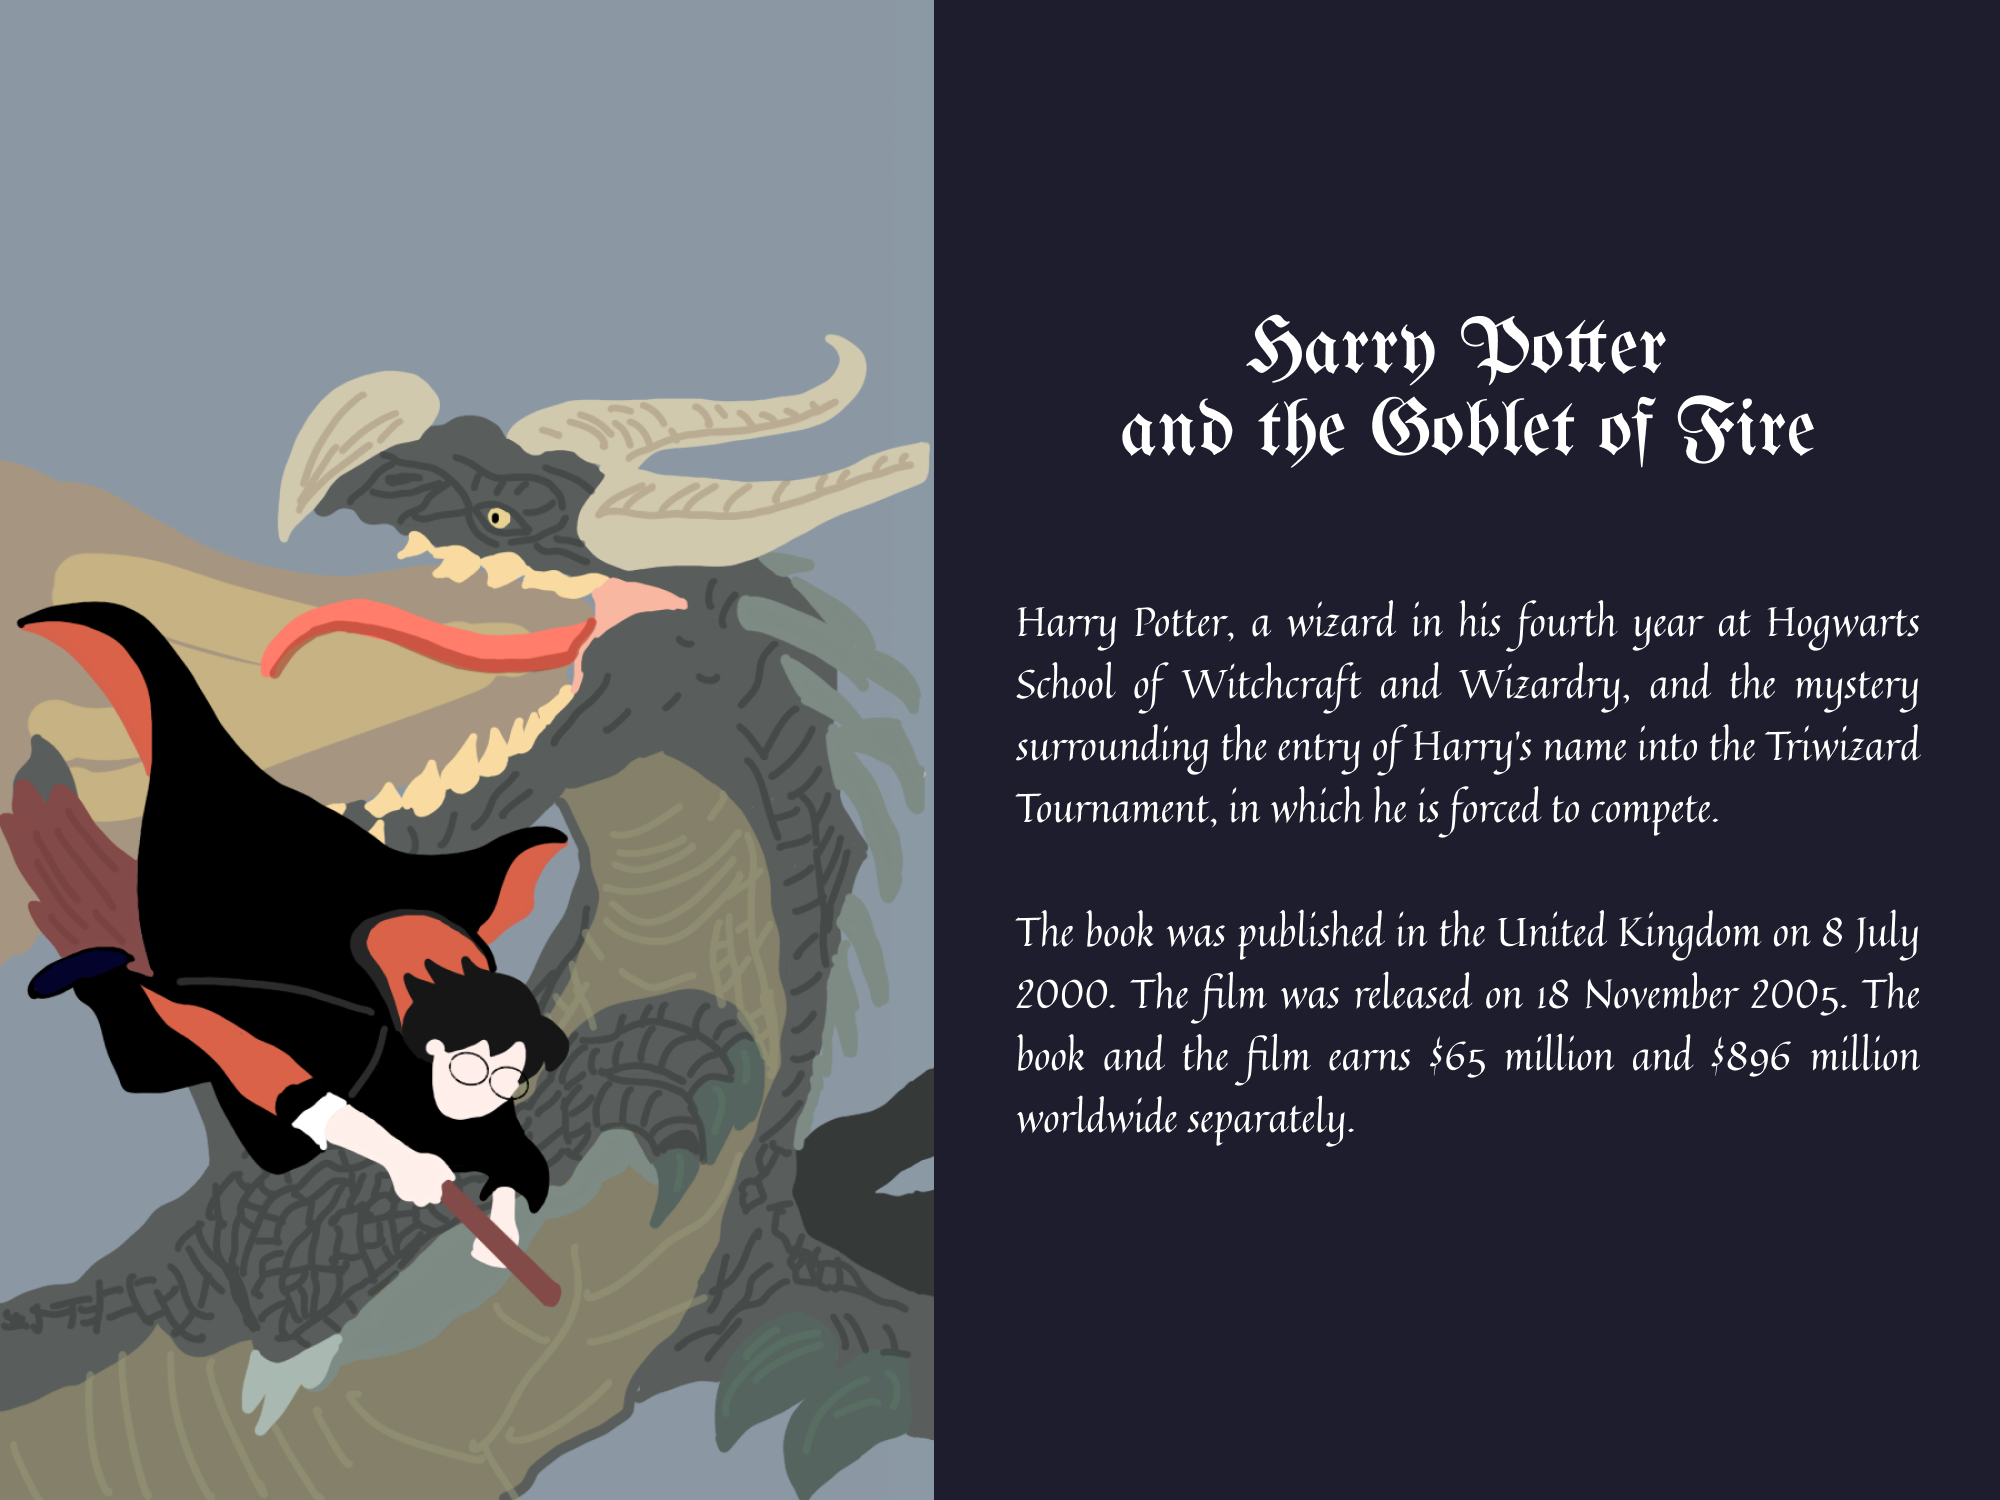 Harry Potter
and the Goblet of Fire
Harry Potter, a wizard in his fourth year at Hogwarts
School of Witchcraft and Wizardry, and the mystery
surrounding the entry of Harry's name into the Triwizard
Tournament, in which he is forced to compete.
The book was published in the United Kingdom on 8 July
2000. The film was released on 18 November 2005. The
book and the film earns $65 million and $896 million
worldwide separately.